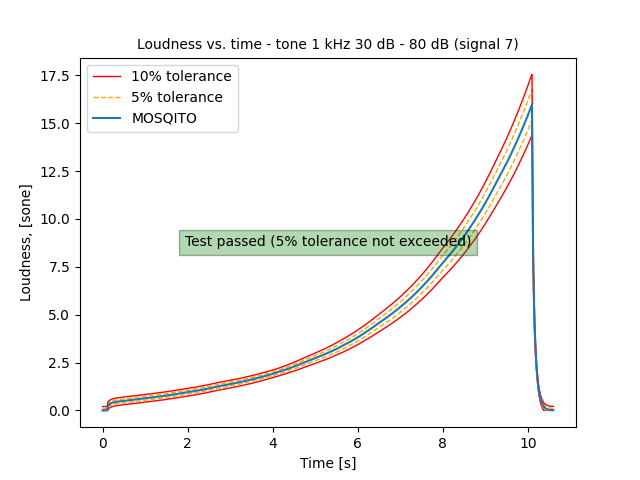 Loudness vs. time - tone 1 kHz 30 dB - 80 dB (signal 7)
10% tolerance
5% tolerance
MOSQITO
Test passed (5% tolerance not exceeded)
Loudness, [sone]
17.5
15.0
12.5
10.0
7.5
5.0
2.5
0.0
0 2 4 6 8 10
Time [s]